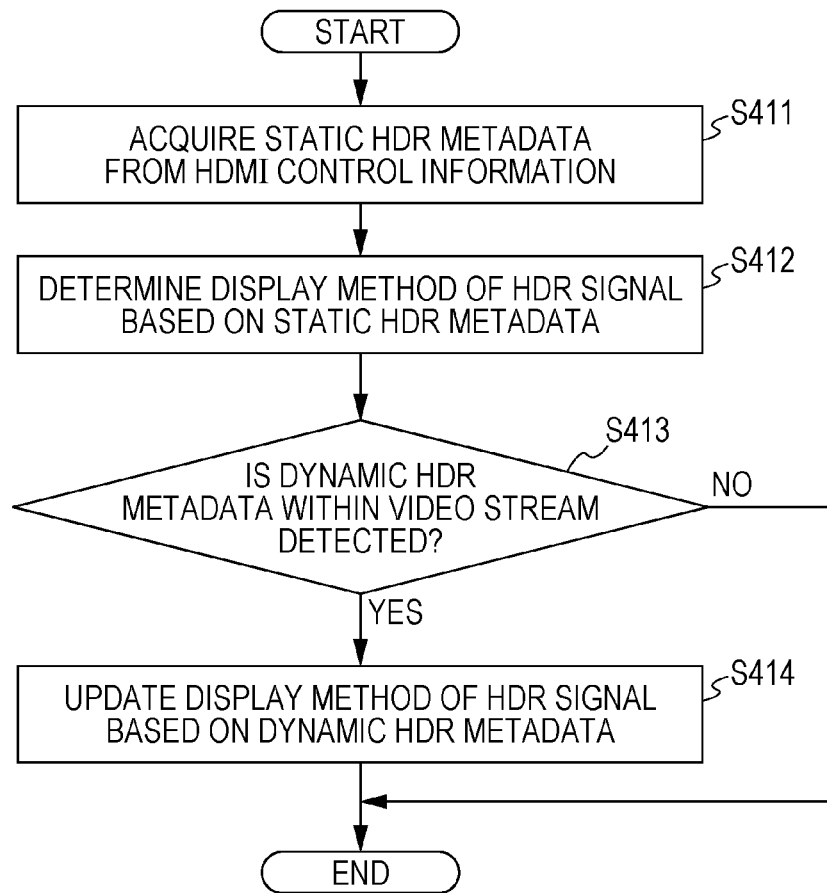 START
S411
ACQUIRE STATIC HDR METADATA
FROM HDMI CONTROL INFORMATION
S412
DETERMINE DISPLAY METHOD OF HDR SIGNAL
BASED ON STATIC HDR METADATA
S413
IS DYNAMIC HDR
METADATA WITHIN VIDEO STREAM
DETECTED?
NO
YES
S414
UPDATE DISPLAY METHOD OF HDR SIGNAL
BASED ON DYNAMIC HDR METADATA
END